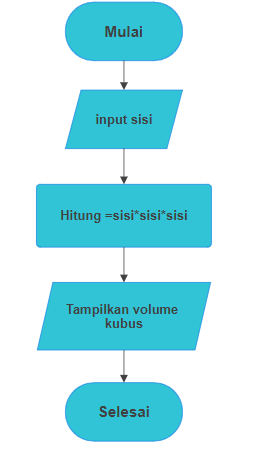 Mulai
input sisi
Hitung =sisi*sisi*sisi
Tampilkan volume
kubus
Selesai